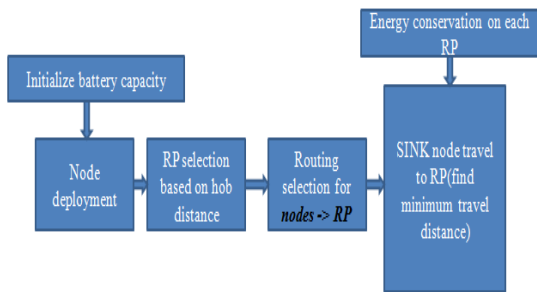 Energy conservation on each
RP
Initialize battery capacity
Node
deployment
RP selection
based on hob
distance
Routing
selection for
nodes -> RP
SINK node travel
to RP(find
minimum travel
distance)